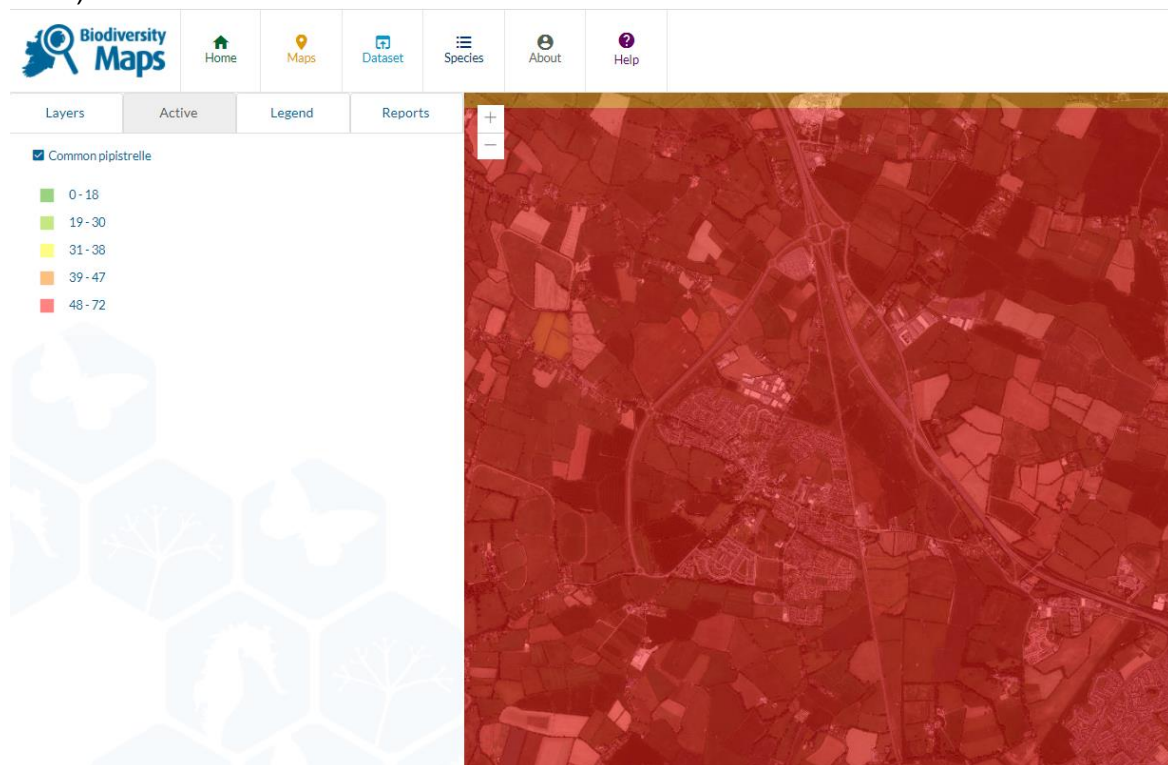 Biodiversity
Maps
Home
Maps
Dataset
Species
About
Help
Layers
Active
Legend
Reports
+
−
Common pipistrelle
0 - 18
19 - 30
31 - 38
39 - 47
48 - 72